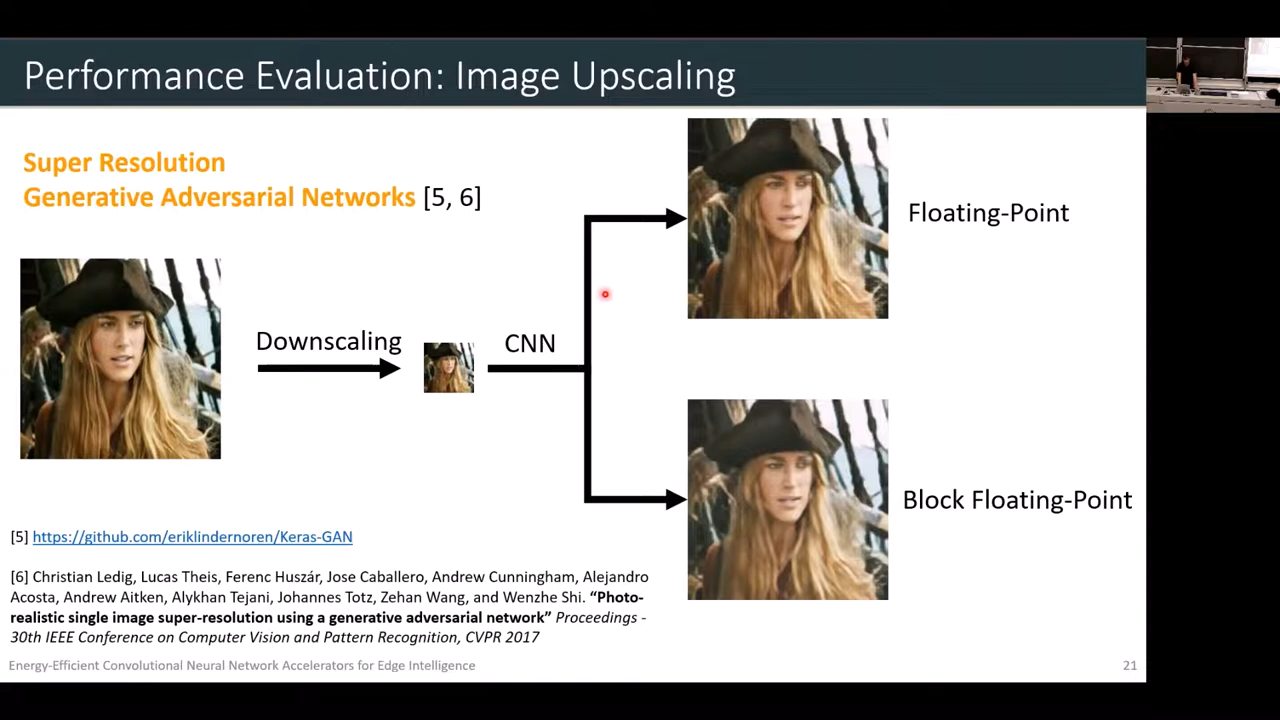 Performance Evaluation: Image Upscaling
Super Resolution
Generative Adversarial Networks [5, 6]
Floating-Point
Downscaling
CNN
Block Floating-Point
[5] https://github.com/eriklindernoren/Keras-GAN
[6] Christian Ledig, Lucas Theis, Ferenc Huszár, Jose Caballero, Andrew Cunningham, Alejandro
Acosta, Andrew Aitken, Alykhan Tejani, Johannes Totz, Zehan Wang, and Wenzhe Shi. “Photo-
realistic single image super-resolution using a generative adversarial network” Proceedings -
30th IEEE Conference on Computer Vision and Pattern Recognition, CVPR 2017
Energy-Efficient Convolutional Neural Network Accelerators for Edge Intelligence
21